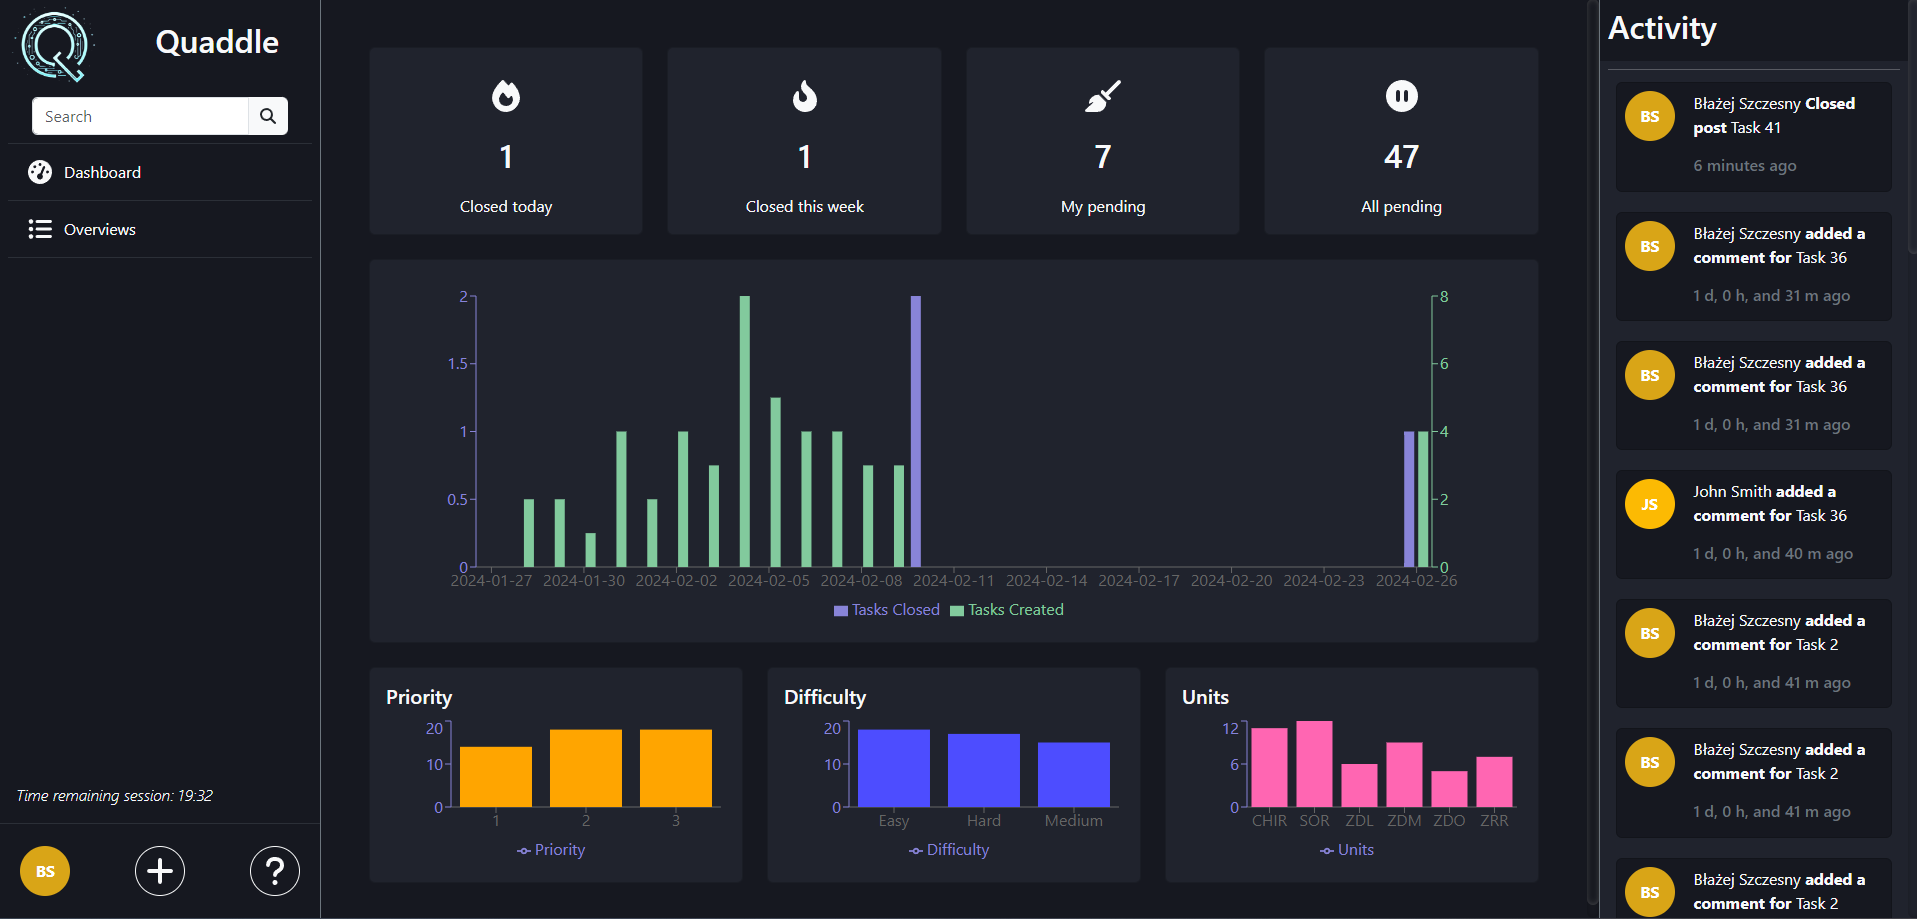 Quaddle
Search
Dashboard
Overviews
Time remaining session: 19:32
BS
1
Closed today
1
Closed this week
7
My pending
47
All pending
2
1.5
1
0.5
0
8
6
4
2
0
2024-01-27 2024-01-30 2024-02-02 2024-02-05 2024-02-08 2024-02-11 2024-02-14 2024-02-17 2024-02-20 2024-02-23 2024-02-26
Tasks Closed Tasks Created
Priority
20
10
0
1 2 3
Priority
Difficulty
20
10
0
Easy Hard Medium
Difficulty
Units
12
6
0
CHIR SOR ZDL ZDM ZDO ZRR
Units
Activity
BS
Błażej Szczesny Closed
post Task 41
6 minutes ago
BS
Błażej Szczesny added a
comment for Task 36
1 d, 0 h, and 31 m ago
BS
Błażej Szczesny added a
comment for Task 36
1 d, 0 h, and 31 m ago
JS
John Smith added a
comment for Task 36
1 d, 0 h, and 40 m ago
BS
Błażej Szczesny added a
comment for Task 2
1 d, 0 h, and 41 m ago
BS
Błażej Szczesny added a
comment for Task 2
1 d, 0 h, and 41 m ago
BS
Błażej Szczesny added a
comment for Task 2